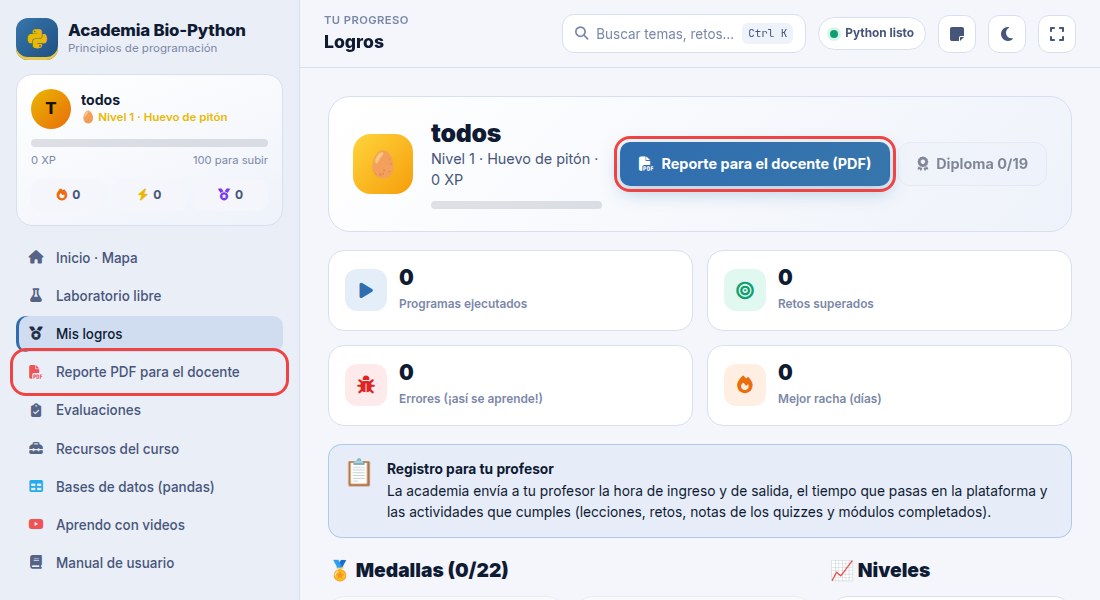 Academia Bio-Python
Principios de programación
T
todos
Nivel 1 · Huevo de pitón
0 XP
100 para subir
0
0
0
Inicio · Mapa
Laboratorio libre
Mis logros
Reporte PDF para el docente
Evaluaciones
Recursos del curso
Bases de datos (pandas)
Aprendo con videos
Manual de usuario
TU PROGRESO
Logros
Buscar temas, retos...
Ctrl K
Python listo
todos
Nivel 1 · Huevo de pitón ·
0 XP
Reporte para el docente (PDF)
Diploma 0/19
0
Programas ejecutados
0
Retos superados
0
Errores (¡así se aprende!)
0
Mejor racha (días)
Registro para tu profesor
La academia envía a tu profesor la hora de ingreso y de salida, el tiempo que pasas en la plataforma y
las actividades que cumples (lecciones, retos, notas de los quizzes y módulos completados).
Medallas (0/22)
Niveles